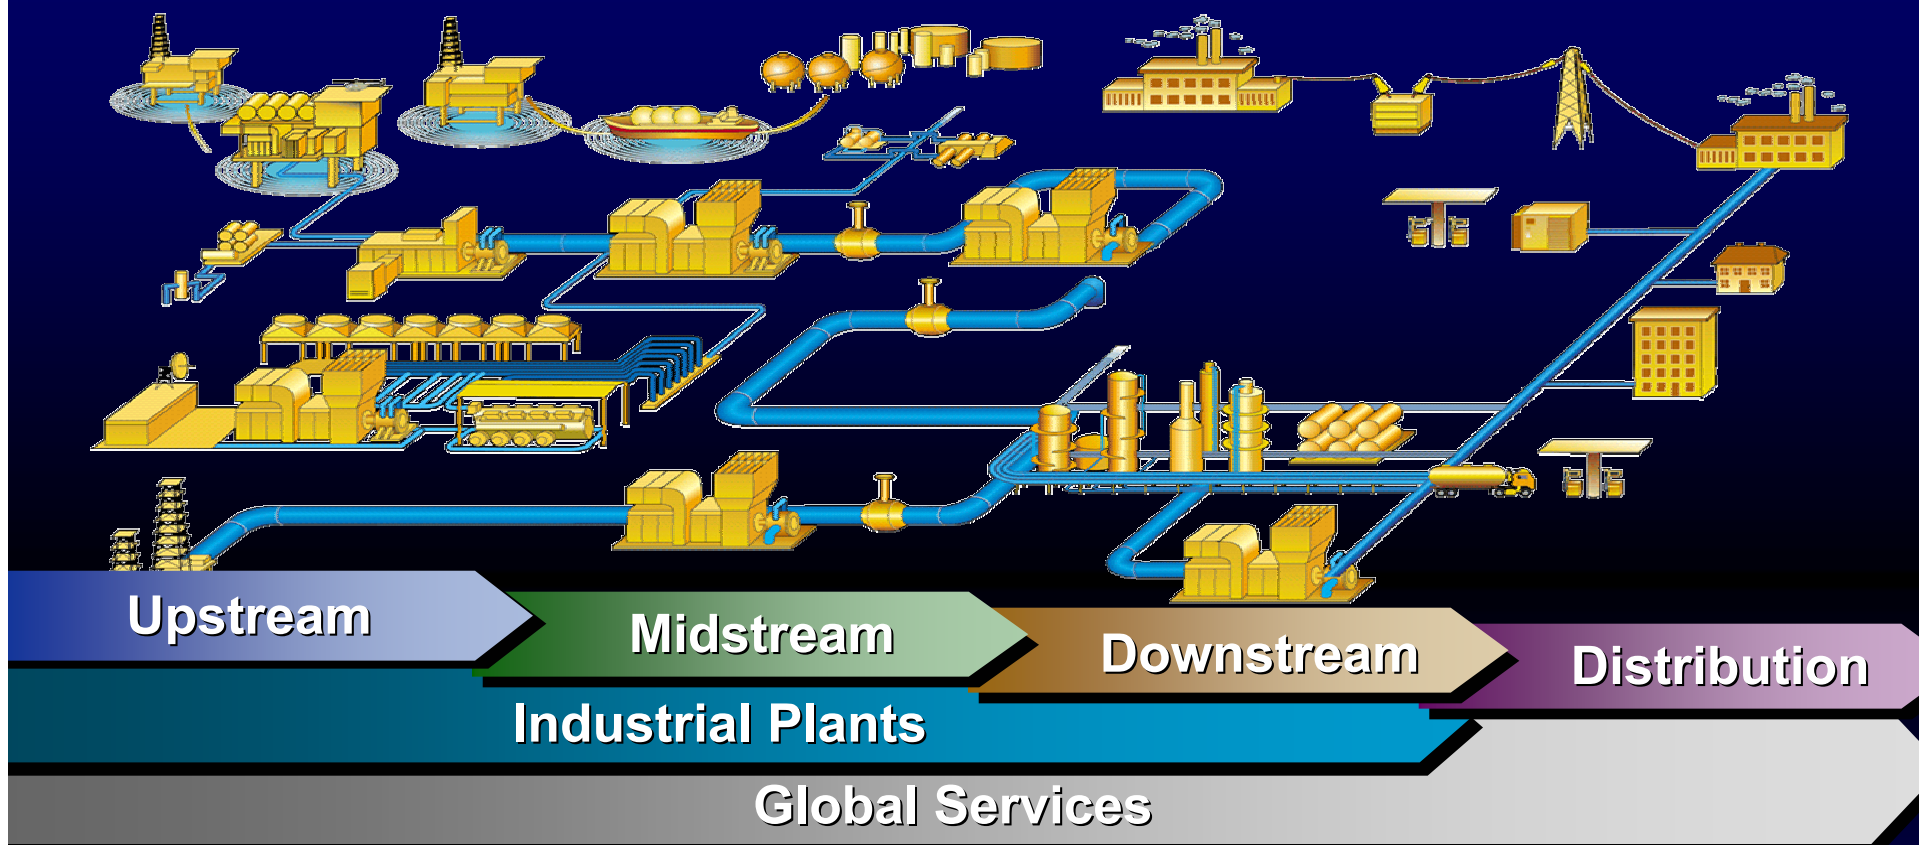 Upstream
Midstream
Downstream
Distribution
Industrial Plants
Global Services